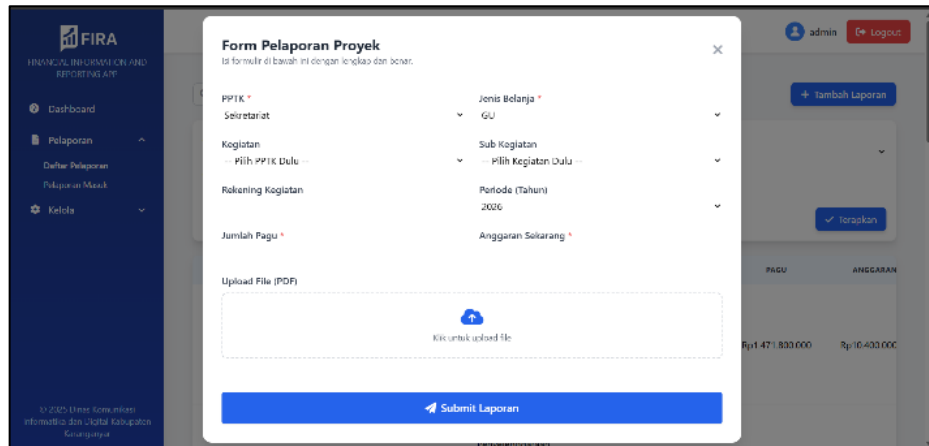 FIRA
FINANCIAL INFORMATION AND
REPORTING APP
Dashboard
Pelaporan
Daftar Pelaporan
Pelaporan Masuk
Kelola
© 2025 Dinas Komunikasi
Informatika dan Digital Kabupaten
Karanganyar
admin
Logout
+ Tambah Laporan
Terapkan
PAGU
ANGGARAN
Rp1.471.800.000
Rp10.400.000
Form Pelaporan Proyek
Isi formulir di bawah ini dengan lengkap dan benar.
PPTK *
Jenis Belanja *
Sekretariat
GU
Kegiatan
Sub Kegiatan
-- Pilih PPTK Dulu --
-- Pilih Kegiatan Dulu --
Rekening Kegiatan
Periode (Tahun)
2026
Jumlah Pagu *
Anggaran Sekarang *
Upload File (PDF)
Klik untuk upload file
Submit Laporan